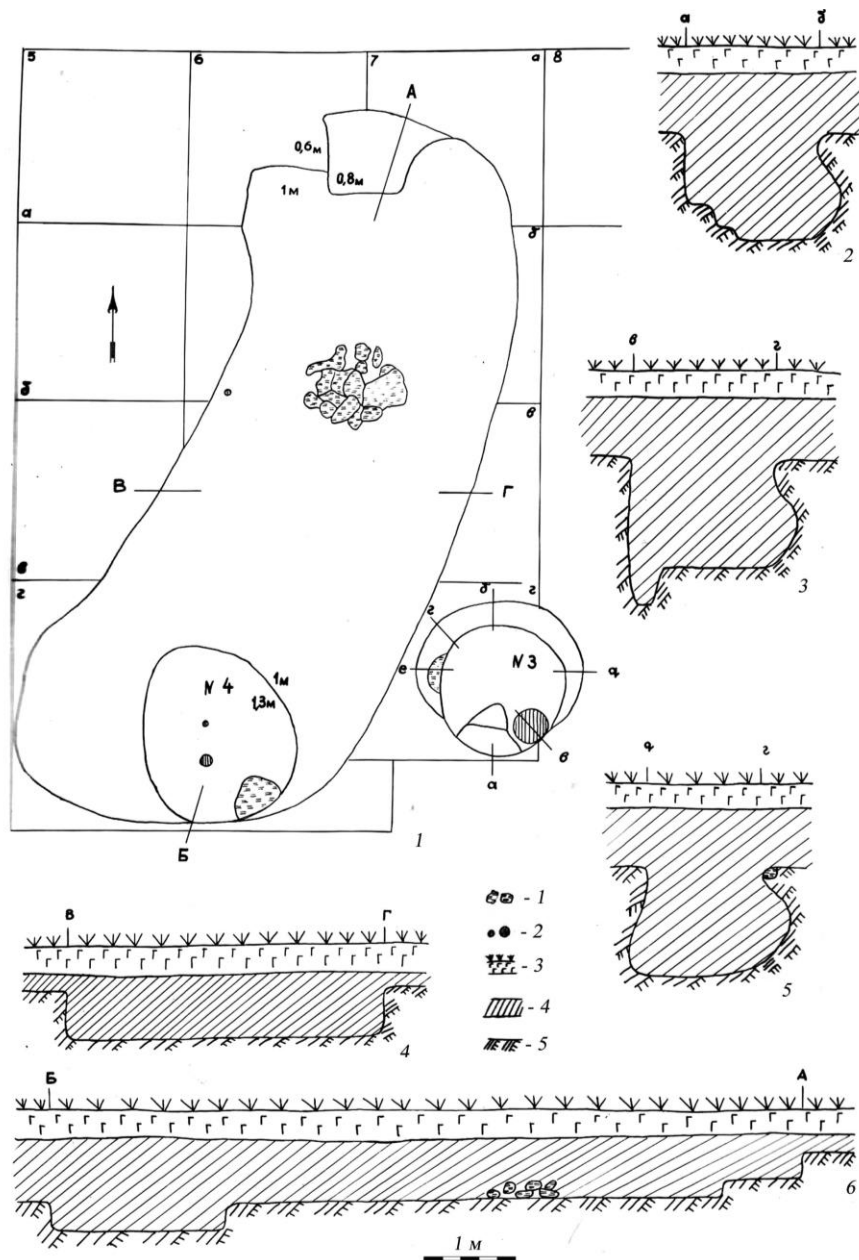 5 6 7 а 8
А
0,6м
0,8м
1м
а б
б в
В Г
в б г
г
г
N 3
е д
в
а
N 4
1м
1,3м
Б
1
а б
2
в г
3
д г
5
В Г
4
- 1
- 2
- 3
- 4
- 5
Б А
6
1 м